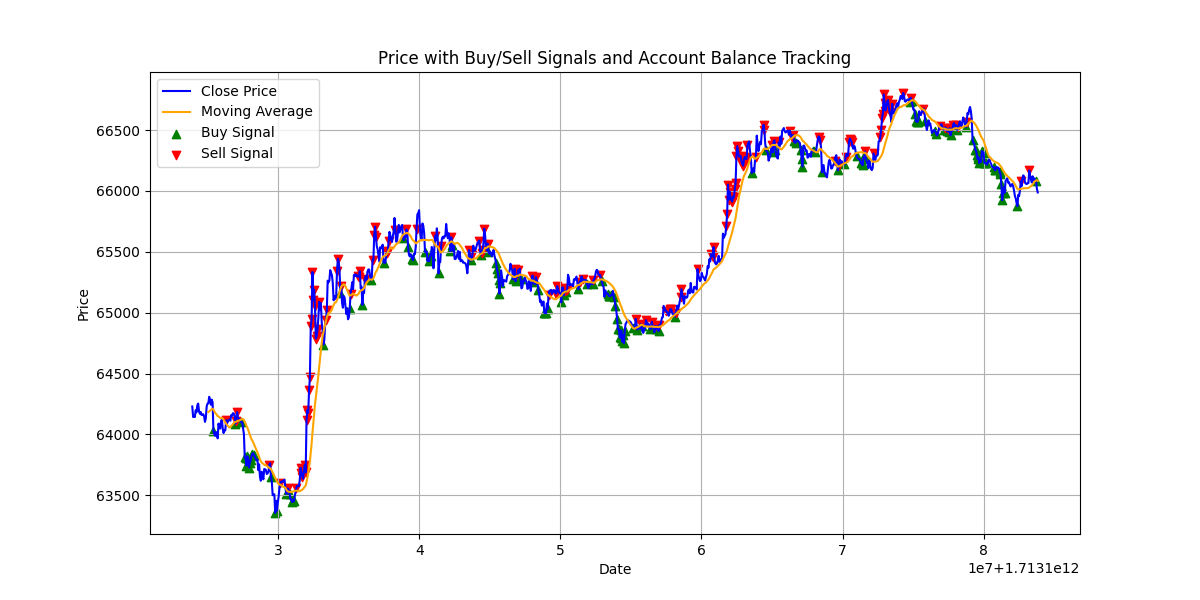 Price with Buy/Sell Signals and Account Balance Tracking
Close Price
Moving Average
Buy Signal
Sell Signal
66500
66000
65500
65000
64500
64000
63500
Price
3 4 5 6 7 8
1e7+1.7131e12
Date